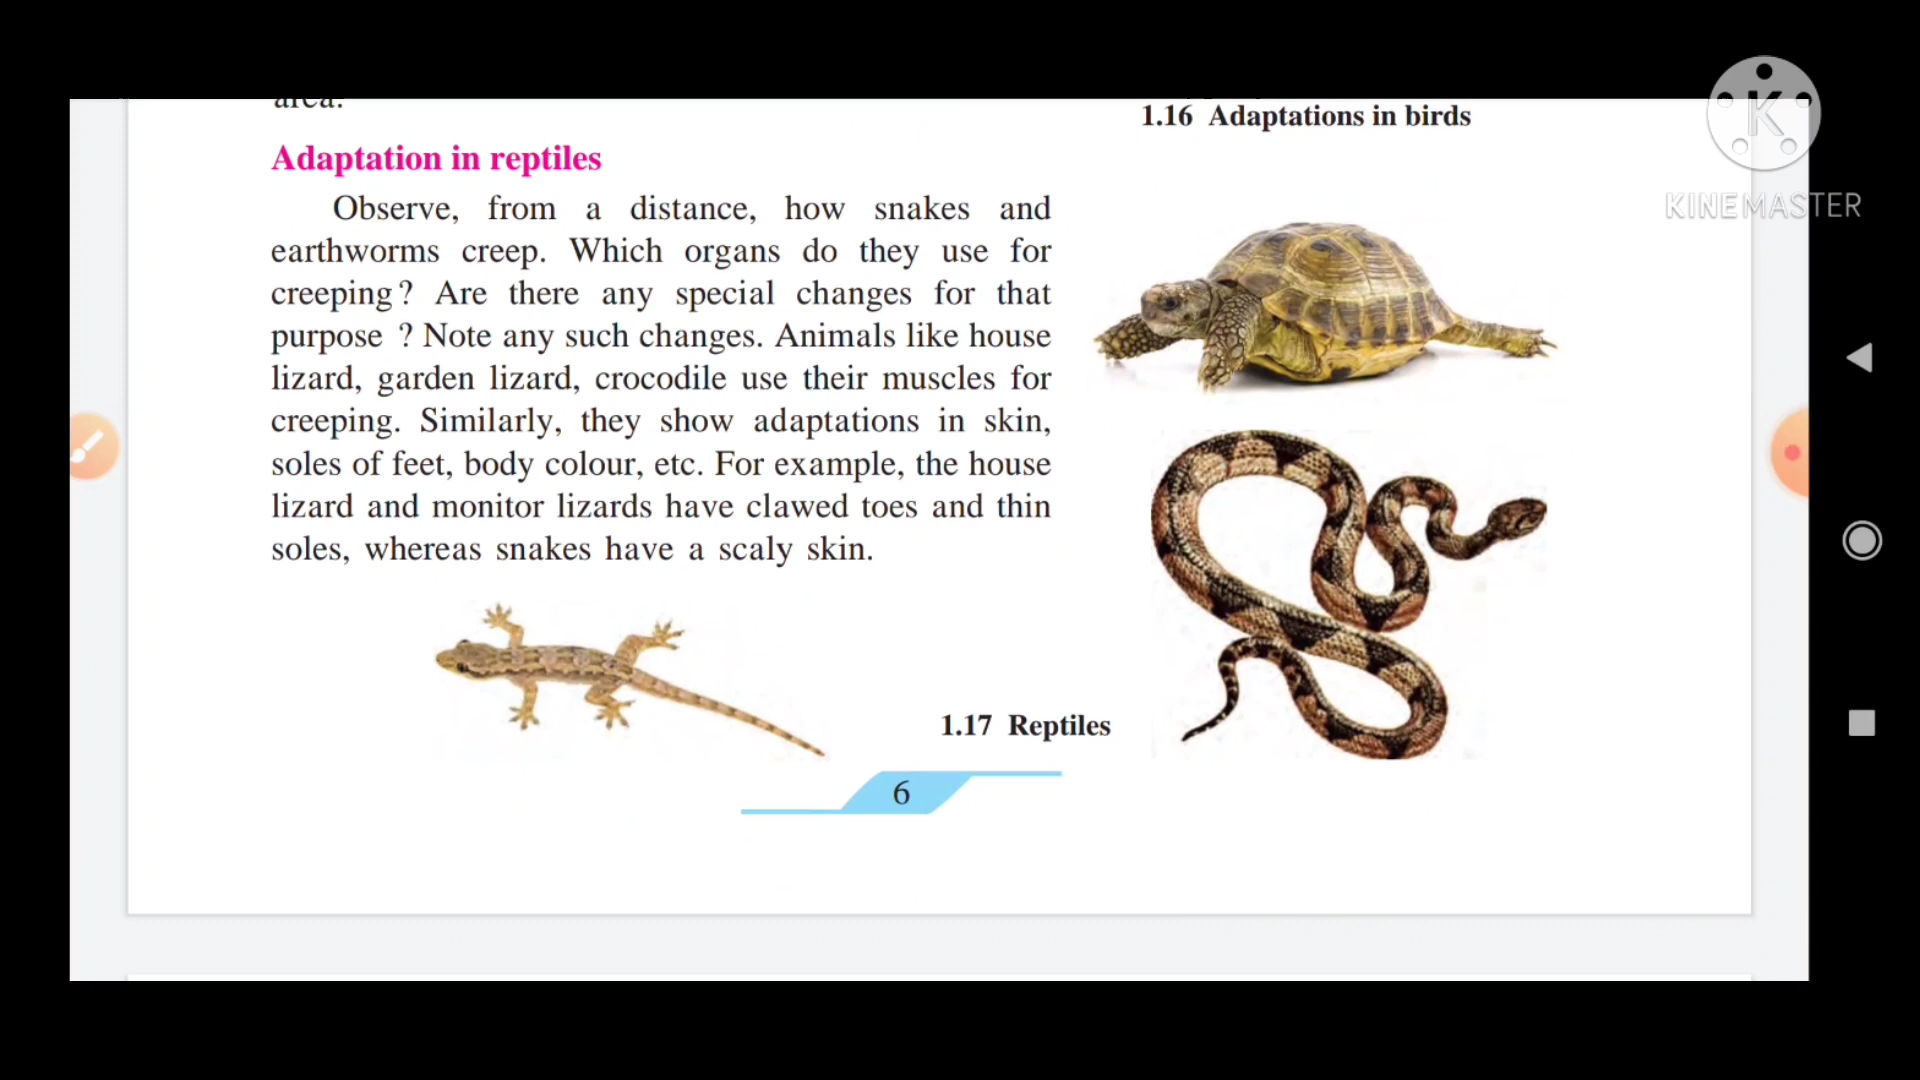 area.
1.16 Adaptations in birds
Adaptation in reptiles
Observe, from a distance, how snakes and
earthworms creep. Which organs do they use for
creeping? Are there any special changes for that
purpose ? Note any such changes. Animals like house
lizard, garden lizard, crocodile use their muscles for
creeping. Similarly, they show adaptations in skin,
soles of feet, body colour, etc. For example, the house
lizard and monitor lizards have clawed toes and thin
soles, whereas snakes have a scaly skin.
1.17 Reptiles
6
K
KINEMASTER